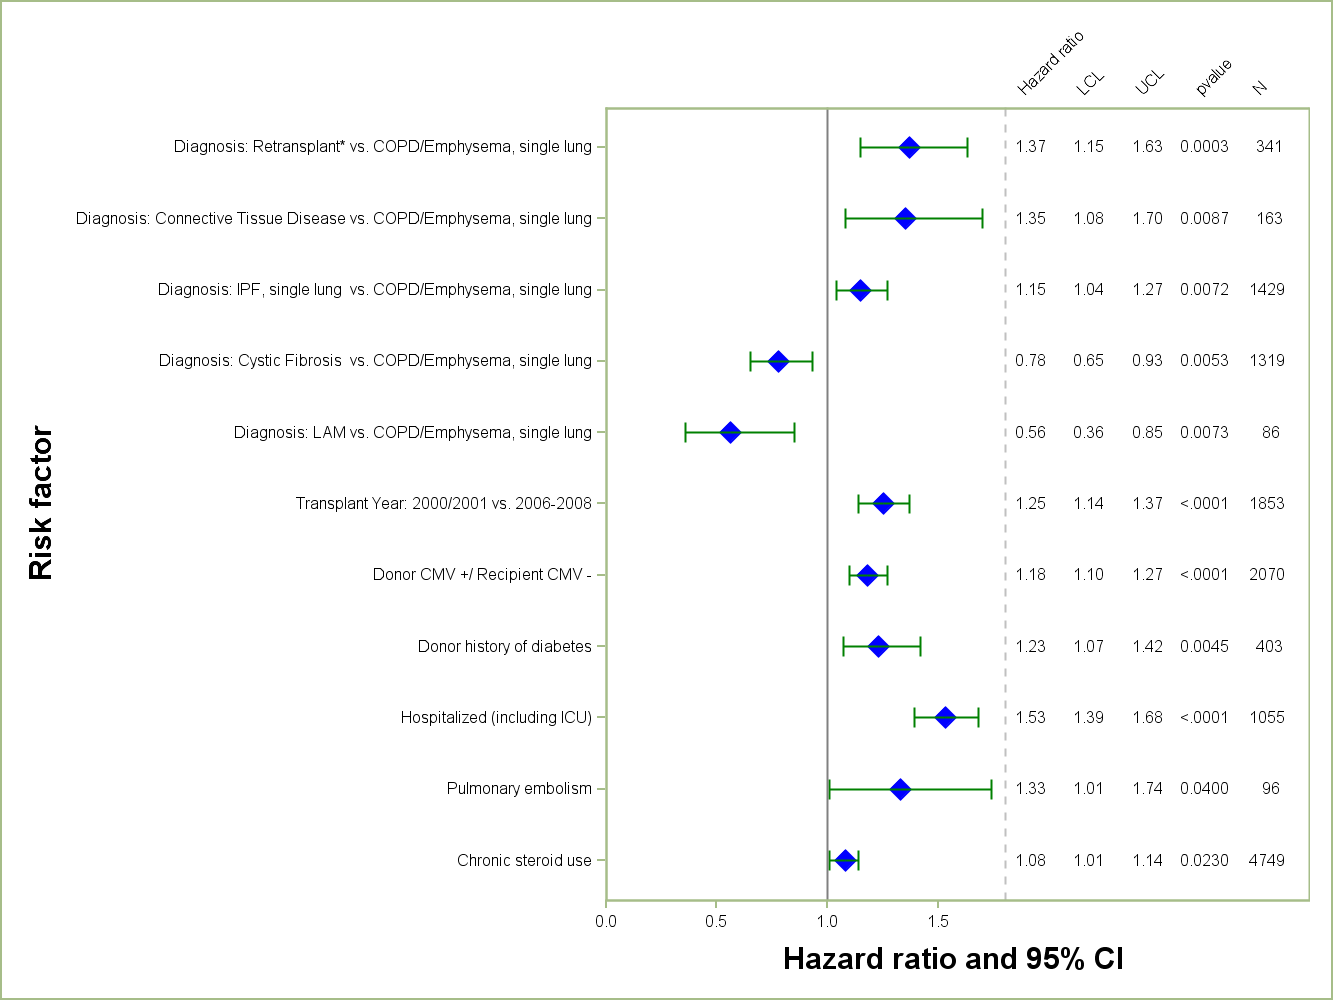 Hazard ratio LCL UCL pvalue N
Diagnosis: Retransplant* vs. COPD/Emphysema, single lung 1.37 1.15 1.63 0.0003 341
Diagnosis: Connective Tissue Disease vs. COPD/Emphysema, single lung 1.35 1.08 1.70 0.0087 163
Diagnosis: IPF, single lung  vs. COPD/Emphysema, single lung 1.15 1.04 1.27 0.0072 1429
Diagnosis: Cystic Fibrosis  vs. COPD/Emphysema, single lung 0.78 0.65 0.93 0.0053 1319
Diagnosis: LAM vs. COPD/Emphysema, single lung 0.56 0.36 0.85 0.0073 86
Transplant Year: 2000/2001 vs. 2006-2008 1.25 1.14 1.37 <.0001 1853
Donor CMV +/ Recipient CMV - 1.18 1.10 1.27 <.0001 2070
Donor history of diabetes 1.23 1.07 1.42 0.0045 403
Hospitalized (including ICU) 1.53 1.39 1.68 <.0001 1055
Pulmonary embolism 1.33 1.01 1.74 0.0400 96
Chronic steroid use 1.08 1.01 1.14 0.0230 4749
Risk factor
0.0 0.5 1.0 1.5
Hazard ratio and 95% CI